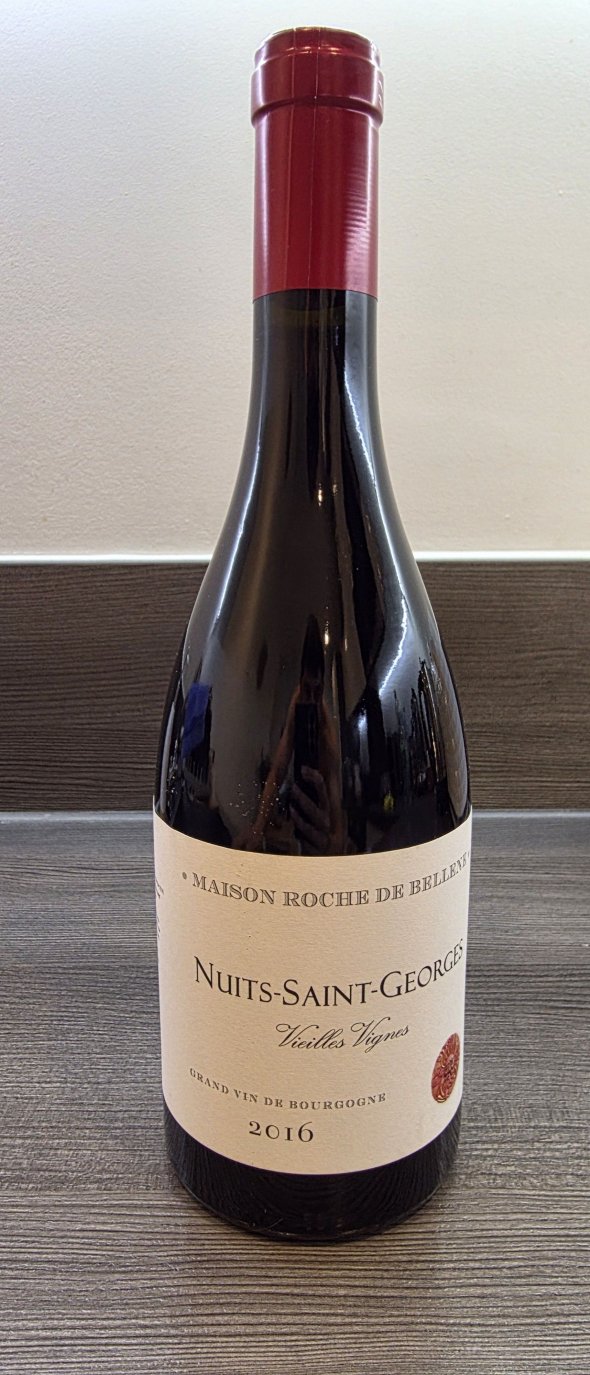 • MAISON ROCHE DE BELLENE •
NUITS-SAINT-GEORGES
Vieilles Vignes
GRAND VIN DE BOURGOGNE
2016